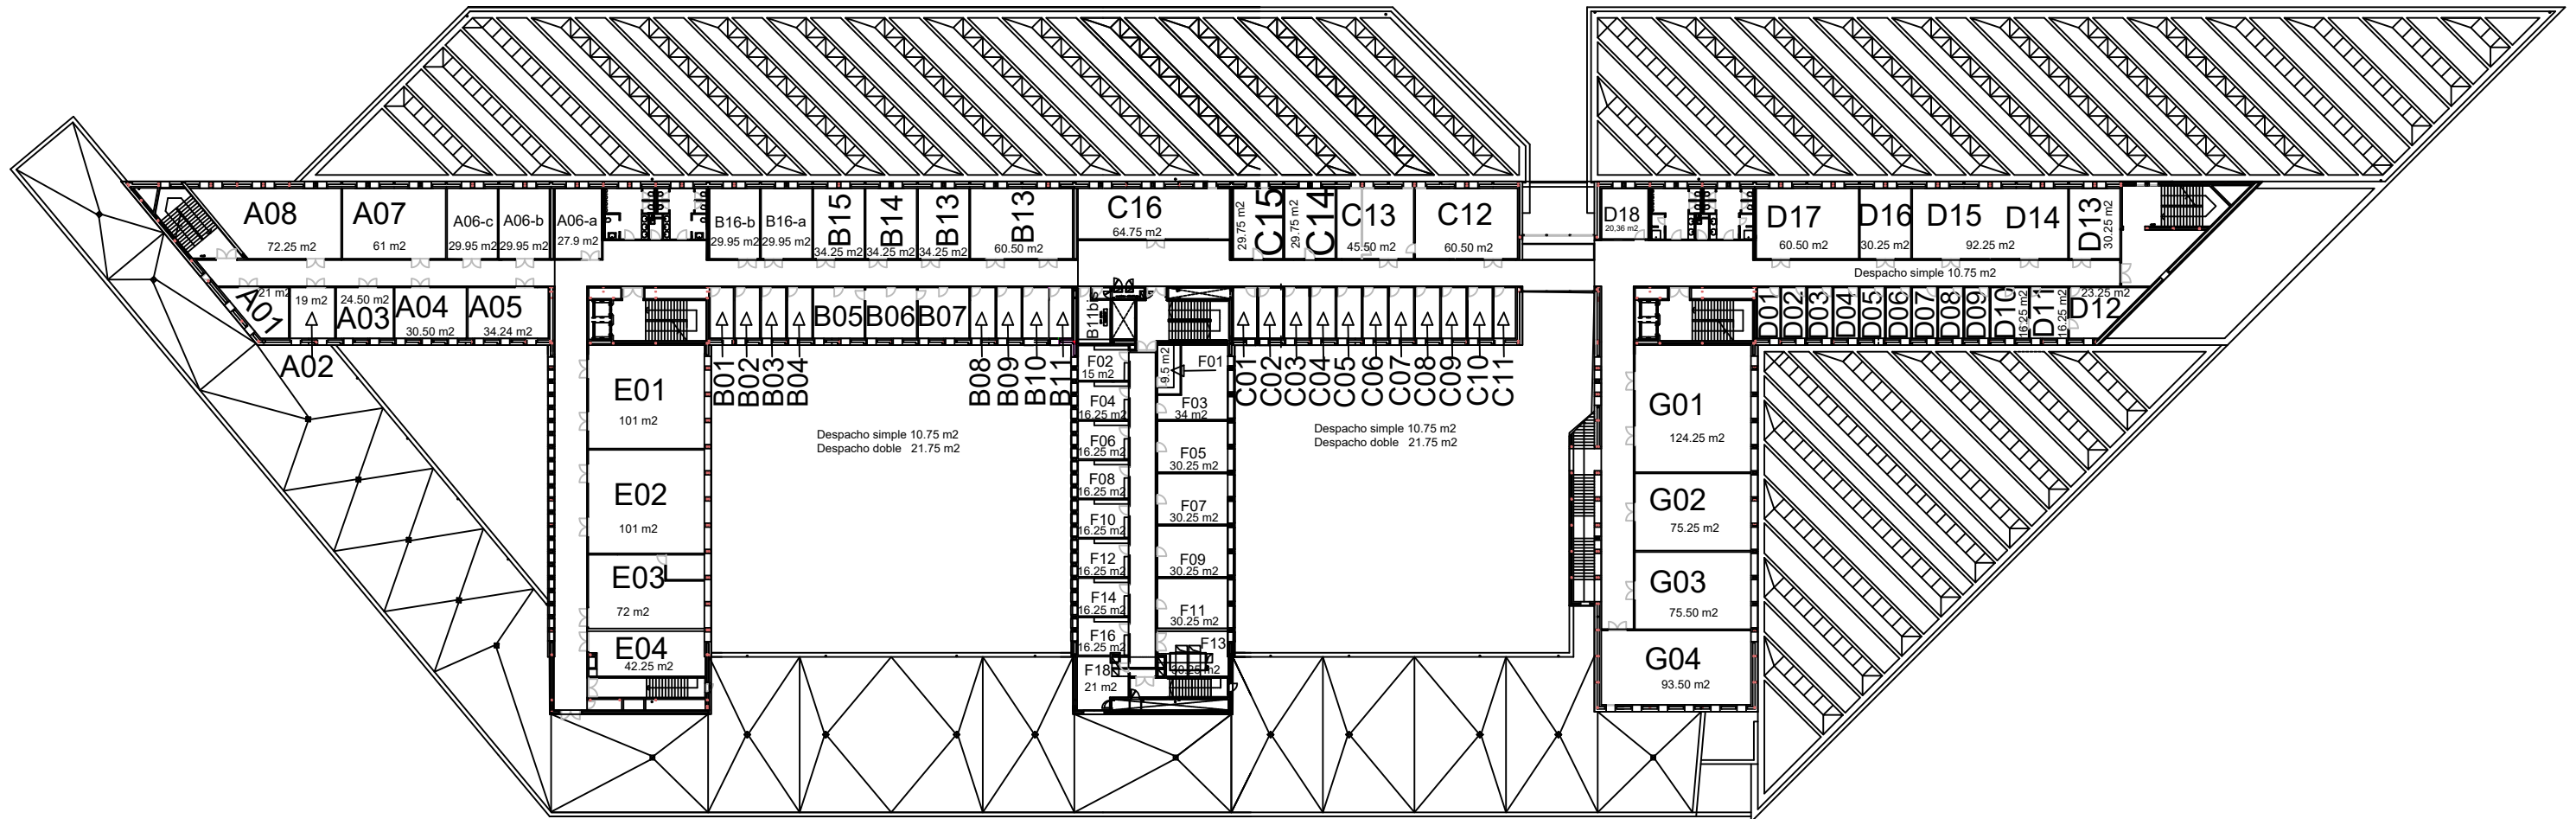 A08
72.25 m2
A07
61 m2
A06-c
29.95 m2
A06-b
29.95 m2
A06-a
27.9 m2
B16-b
29.95 m2
B16-a
29.95 m2
B15
34.25 m2
B14
34.25 m2
B13
34.25 m2
B13
60.50 m2
C16
64.75 m2
C15
29.75 m2
C14
29.75 m2
C13
45.50 m2
C12
60.50 m2
D18
20,36 m2
D17
60.50 m2
D16
30.25 m2
D15
D14
92.25 m2
D13
30.25 m2
Despacho simple 10.75 m2
A01
21 m2
19 m2
A02
24.50 m2
A03
A04
30.50 m2
A05
34.24 m2
B01
B02
B03
B04
B05
B06
B07
B08
B09
B10
B11
B11bis
C01
C02
C03
C04
C05
C06
C07
C08
C09
C10
C11
D01
D02
D03
D04
D05
D06
D07
D08
D09
D10
16.25 m2
D11
16.25 m2
D12
23.25 m2
E01
101 m2
E02
101 m2
E03
72 m2
E04
42.25 m2
Despacho simple 10.75 m2
Despacho doble 21.75 m2
F02
15 m2
F04
16.25 m2
F06
16.25 m2
F08
16.25 m2
F10
16.25 m2
F12
16.25 m2
F14
16.25 m2
F16
16.25 m2
F18
21 m2
F01
9.5 m2
F03
34 m2
F05
30.25 m2
F07
30.25 m2
F09
30.25 m2
F11
30.25 m2
F13
Despacho simple 10.75 m2
Despacho doble 21.75 m2
G01
124.25 m2
G02
75.25 m2
G03
75.50 m2
G04
93.50 m2